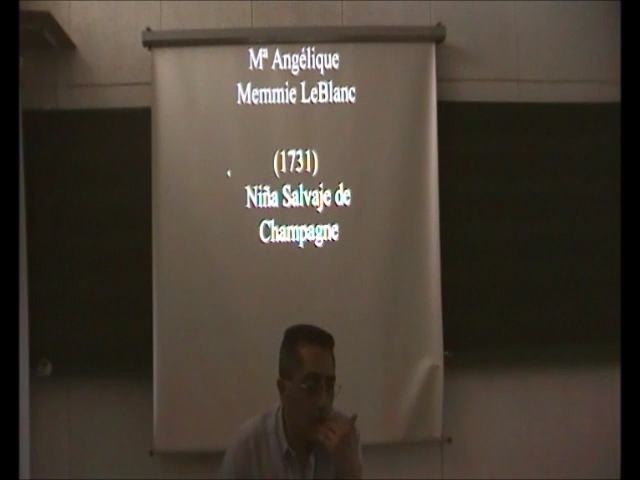 Mª Angélique
Memmie LeBlanc
(1731)
Niña Salvaje de
Champagne